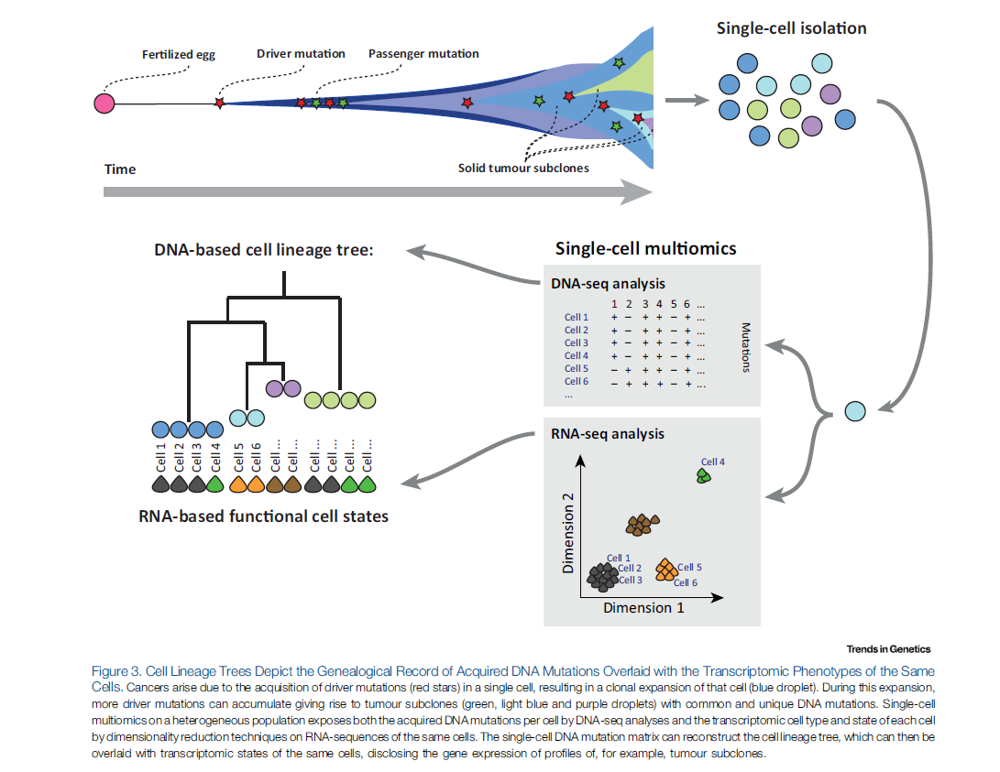 Single-cell isolation
Fertilized egg
Driver mutation
Passenger mutation
Solid tumour subclones
Time
DNA-based cell lineage tree:
Cell 1
Cell 2
Cell 3
Cell 4
Cell 5
Cell 6
Cell ...
Cell ...
Cell ...
Cell ...
Cell ...
Cell ...
RNA-based functional cell states
Single-cell multiomics
DNA-seq analysis
1 2 3 4 5 6 ...
Cell 1 + − + + − + ...
Cell 2 + − + + − + ...
Cell 3 + − + + − + ...
Cell 4 + − + + − + ...
Cell 5 − + + + − + ...
Cell 6 − + + + − + ...
...
Mutations
RNA-seq analysis
Dimension 2
Cell 4
Cell 1
Cell 2
Cell 3
Cell 5
Cell 6
Dimension 1
Trends in Genetics
Figure 3. Cell Lineage Trees Depict the Genealogical Record of Acquired DNA Mutations Overlaid with the Transcriptomic Phenotypes of the Same
Cells. Cancers arise due to the acquisition of driver mutations (red stars) in a single cell, resulting in a clonal expansion of that cell (blue droplet). During this expansion,
more driver mutations can accumulate giving rise to tumour subclones (green, light blue and purple droplets) with common and unique DNA mutations. Single-cell
multiomics on a heterogeneous population exposes both the acquired DNA mutations per cell by DNA-seq analyses and the transcriptomic cell type and state of each cell
by dimensionality reduction techniques on RNA-sequences of the same cells. The single-cell DNA mutation matrix can reconstruct the cell lineage tree, which can then be
overlaid with transcriptomic states of the same cells, disclosing the gene expression of profiles of, for example, tumour subclones.